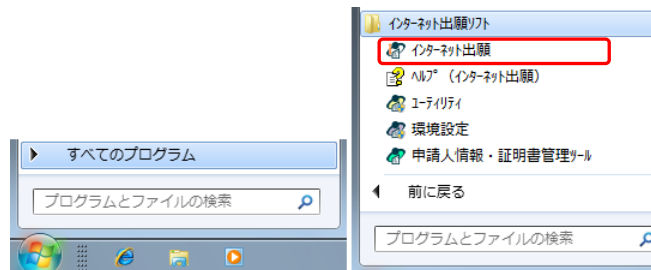 すべてのプログラム
プログラムとファイルの検索
インターネット出願ソフト
インターネット出願
ヘルプ (インターネット出願)
ユーティリティ
環境設定
申請人情報・証明書管理ツール
前に戻る
プログラムとファイルの検索